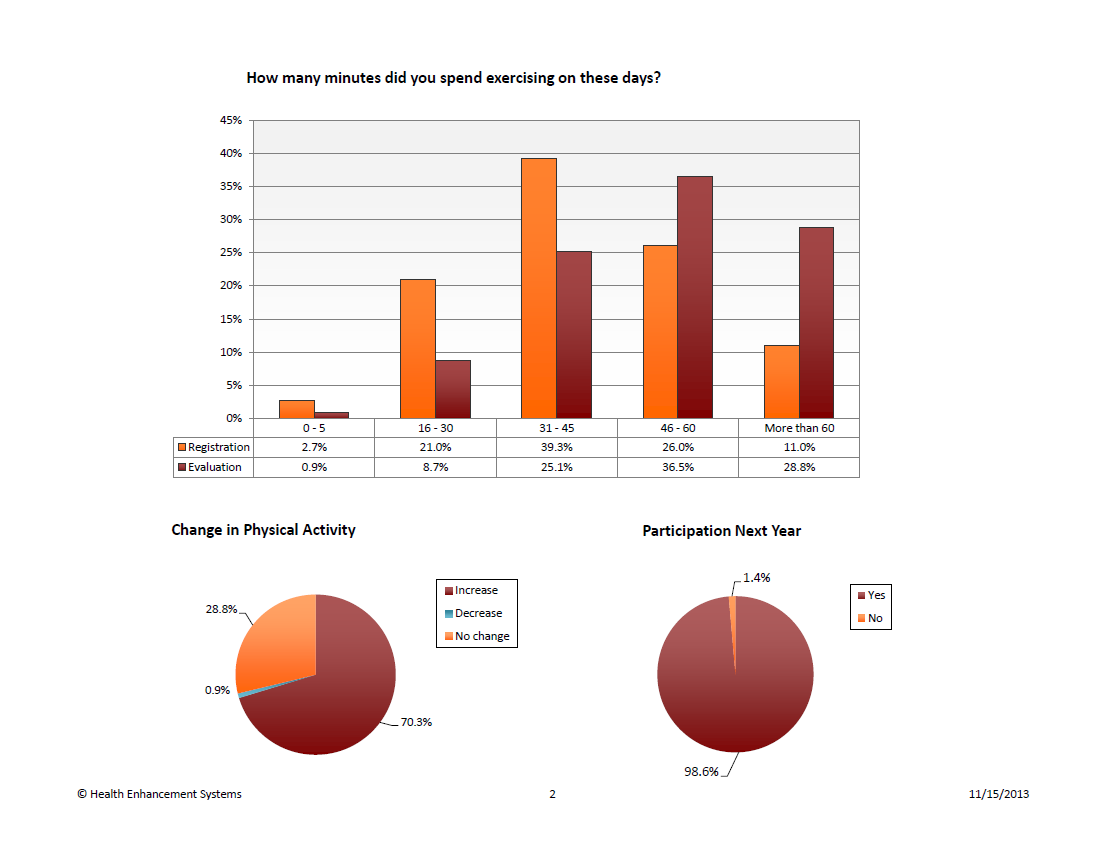 How many minutes did you spend exercising on these days?
45%
40%
35%
30%
25%
20%
15%
10%
5%
0%
0 - 5 16 - 30 31 - 45 46 - 60 More than 60
Registration 2.7% 21.0% 39.3% 26.0% 11.0%
Evaluation 0.9% 8.7% 25.1% 36.5% 28.8%
Change in Physical Activity
28.8%
0.9%
70.3%
Increase
Decrease
No change
Participation Next Year
1.4%
98.6%
Yes
No
© Health Enhancement Systems 2 11/15/2013